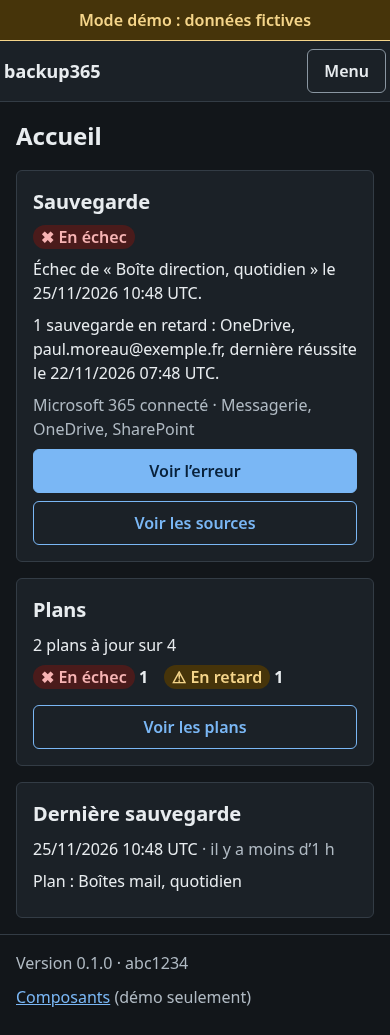 Mode démo : données fictives
backup365
Menu
Accueil
Sauvegarde
✖ En échec
Échec de « Boîte direction, quotidien » le
25/11/2026 10:48 UTC.
1 sauvegarde en retard : OneDrive,
paul.moreau@exemple.fr, dernière réussite
le 22/11/2026 07:48 UTC.
Microsoft 365 connecté · Messagerie,
OneDrive, SharePoint
Voir l’erreur
Voir les sources
Plans
2 plans à jour sur 4
✖ En échec 1 ⚠ En retard 1
Voir les plans
Dernière sauvegarde
25/11/2026 10:48 UTC · il y a moins d’1 h
Plan : Boîtes mail, quotidien
Version 0.1.0 · abc1234
Composants (démo seulement)